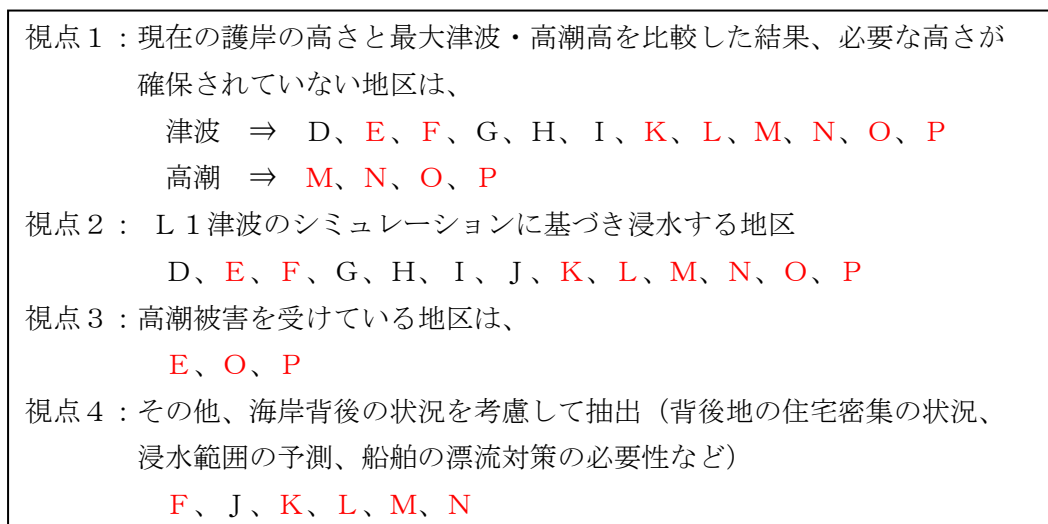 視点１：現在の護岸の高さと最大津波・高潮高を比較した結果、必要な高さが
確保されていない地区は、
津波　⇒　Ｄ、Ｅ、Ｆ、Ｇ、Ｈ、Ｉ、Ｋ、Ｌ、Ｍ、Ｎ、Ｏ、Ｐ
高潮　⇒　Ｍ、Ｎ、Ｏ、Ｐ
視点２：　Ｌ１津波のシミュレーションに基づき浸水する地区
Ｄ、Ｅ、Ｆ、Ｇ、Ｈ、Ｉ、Ｊ、Ｋ、Ｌ、Ｍ、Ｎ、Ｏ、Ｐ
視点３：高潮被害を受けている地区は、
Ｅ、Ｏ、Ｐ
視点４：その他、海岸背後の状況を考慮して抽出（背後地の住宅密集の状況、
浸水範囲の予測、船舶の漂流対策の必要性など）
Ｆ、Ｊ、Ｋ、Ｌ、Ｍ、Ｎ